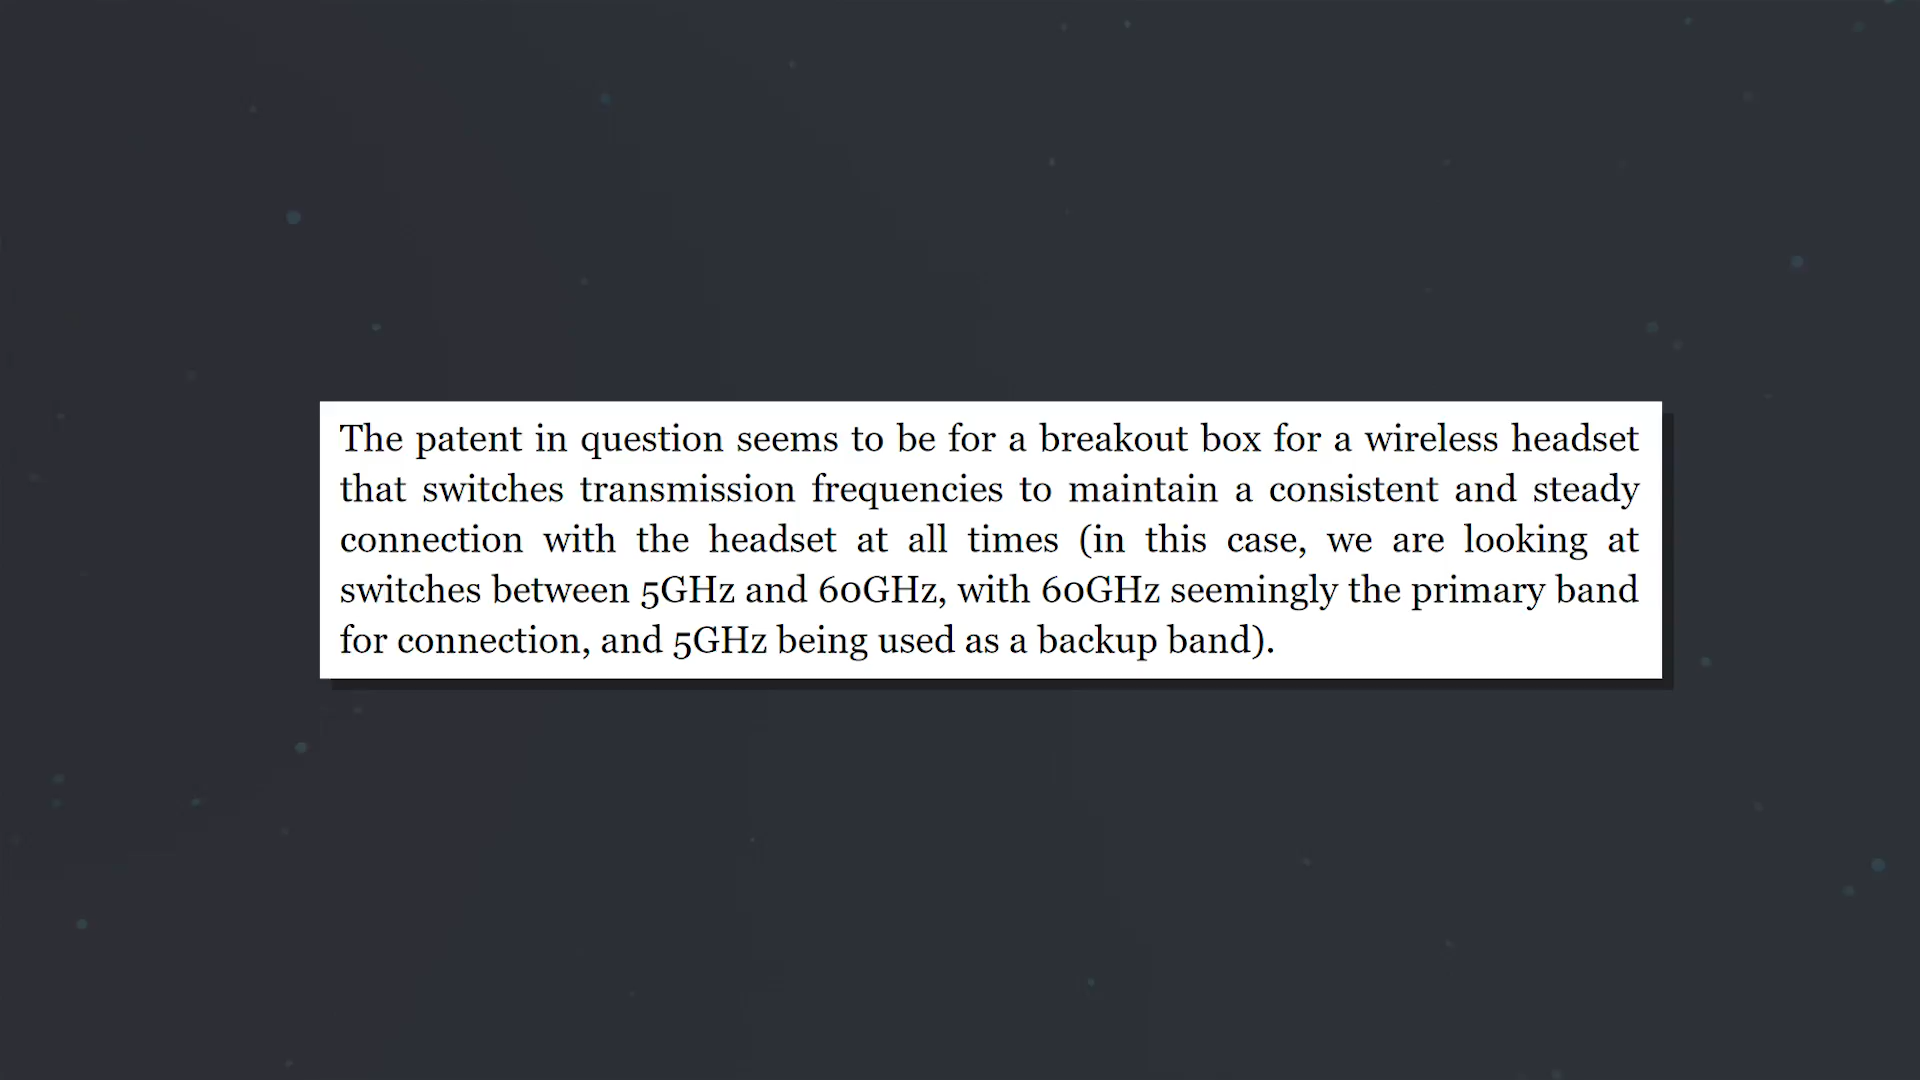 The patent in question seems to be for a breakout box for a wireless headset
that switches transmission frequencies to maintain a consistent and steady
connection with the headset at all times (in this case, we are looking at
switches between 5GHz and 60GHz, with 60GHz seemingly the primary band
for connection, and 5GHz being used as a backup band).